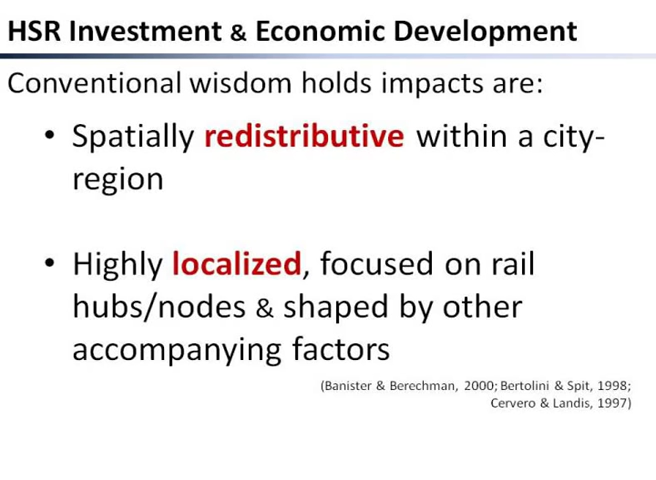 HSR Investment & Economic Development
Conventional wisdom holds impacts are:
• Spatially redistributive within a city-
region
• Highly localized, focused on rail
hubs/nodes & shaped by other
accompanying factors
(Banister & Berechman, 2000; Bertolini & Spit, 1998;
Cervero & Landis, 1997)